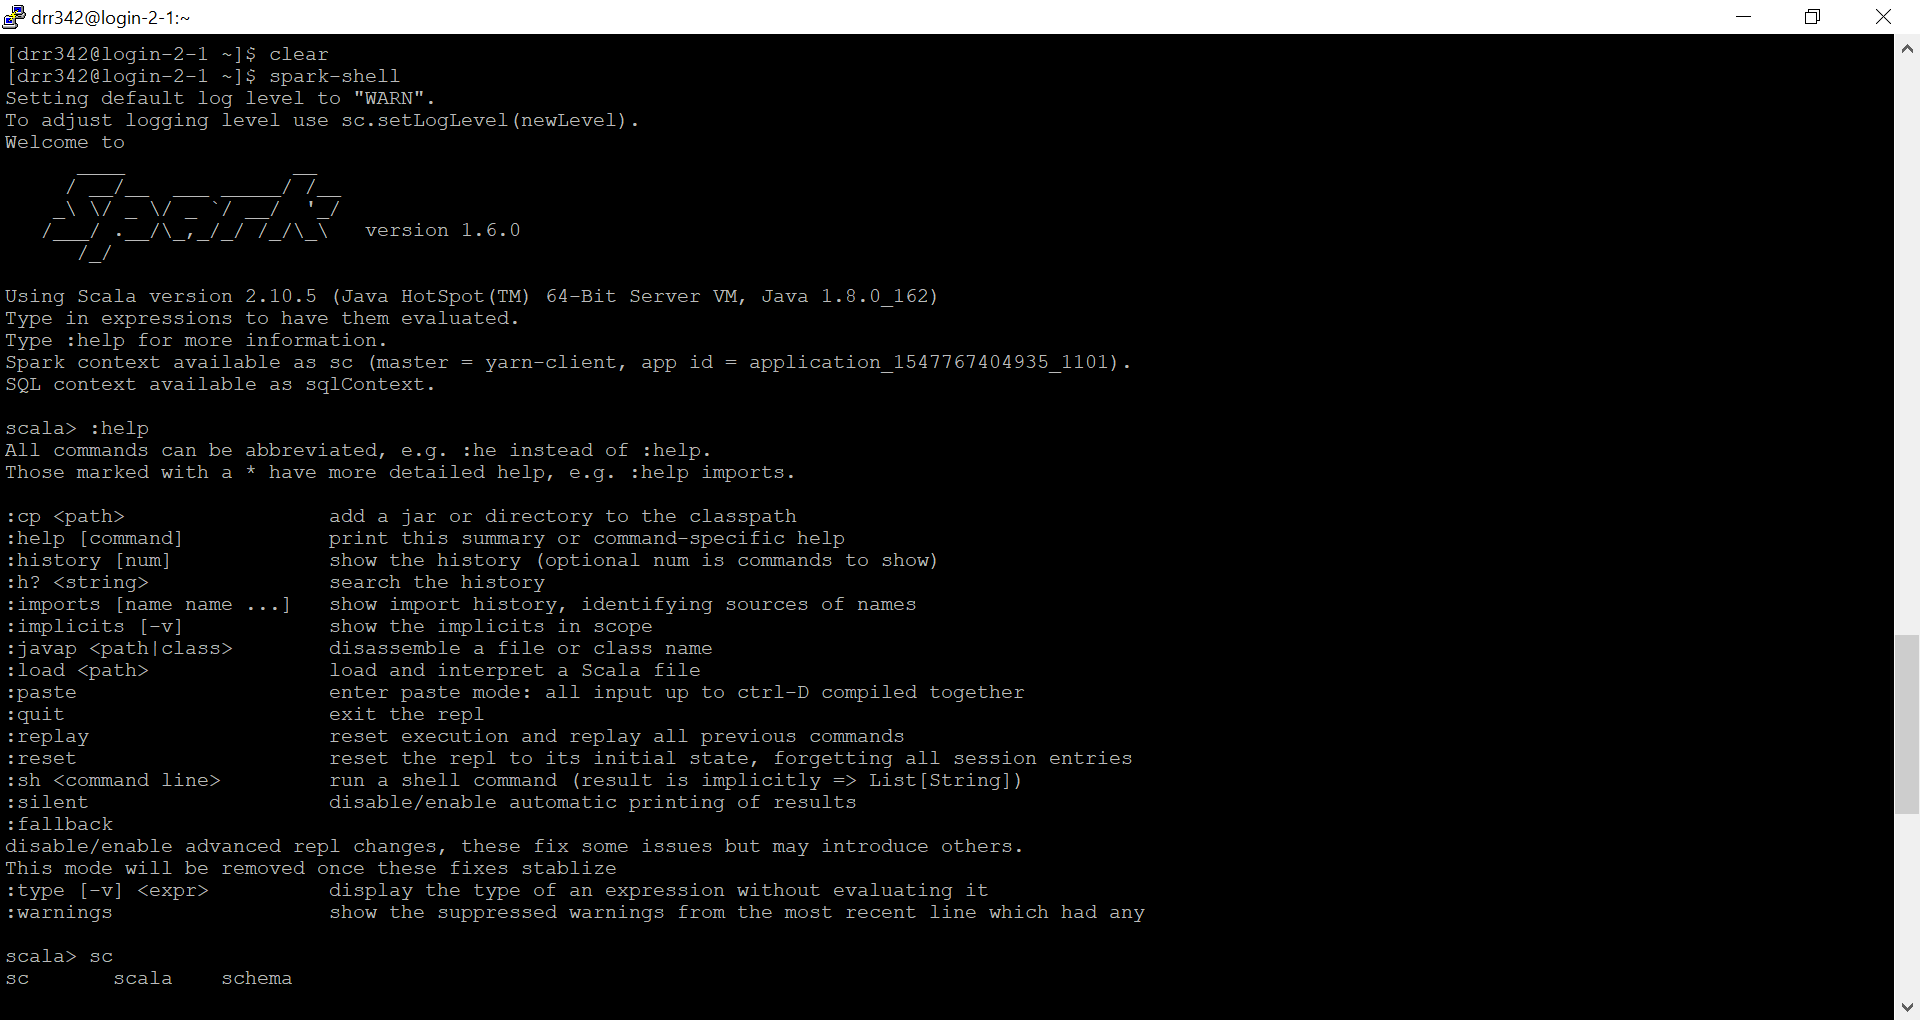 drr342@login-2-1:~
[drr342@login-2-1 ~]$ clear
[drr342@login-2-1 ~]$ spark-shell
Setting default log level to "WARN".
To adjust logging level use sc.setLogLevel(newLevel).
Welcome to
      ____              __
     / __/__  ___ _____/ /__
    _\ \/ _ \/ _ `/ __/  '_/
   /___/ .__/\_,_/_/ /_/\_\   version 1.6.0
      /_/
Using Scala version 2.10.5 (Java HotSpot(TM) 64-Bit Server VM, Java 1.8.0_162)
Type in expressions to have them evaluated.
Type :help for more information.
Spark context available as sc (master = yarn-client, app id = application_1547767404935_1101).
SQL context available as sqlContext.
scala> :help
All commands can be abbreviated, e.g. :he instead of :help.
Those marked with a * have more detailed help, e.g. :help imports.
:cp <path>                 add a jar or directory to the classpath
:help [command]            print this summary or command-specific help
:history [num]             show the history (optional num is commands to show)
:h? <string>               search the history
:imports [name name ...]   show import history, identifying sources of names
:implicits [-v]            show the implicits in scope
:javap <path|class>        disassemble a file or class name
:load <path>               load and interpret a Scala file
:paste                     enter paste mode: all input up to ctrl-D compiled together
:quit                      exit the repl
:replay                    reset execution and replay all previous commands
:reset                     reset the repl to its initial state, forgetting all session entries
:sh <command line>         run a shell command (result is implicitly => List[String])
:silent                    disable/enable automatic printing of results
:fallback
disable/enable advanced repl changes, these fix some issues but may introduce others.
This mode will be removed once these fixes stablize
:type [-v] <expr>          display the type of an expression without evaluating it
:warnings                  show the suppressed warnings from the most recent line which had any
scala> sc
sc       scala    schema